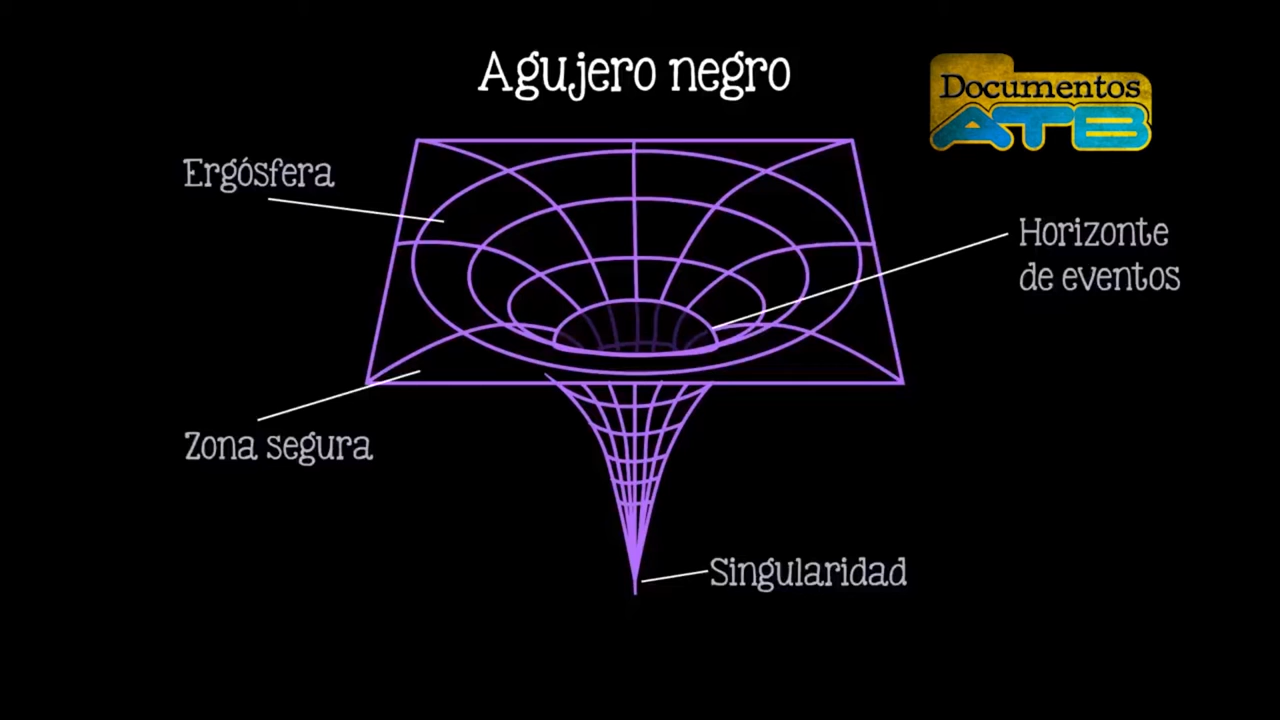 Agujero negro
Documentos
ATB
Ergósfera
Horizonte
de eventos
Zona segura
Singularidad